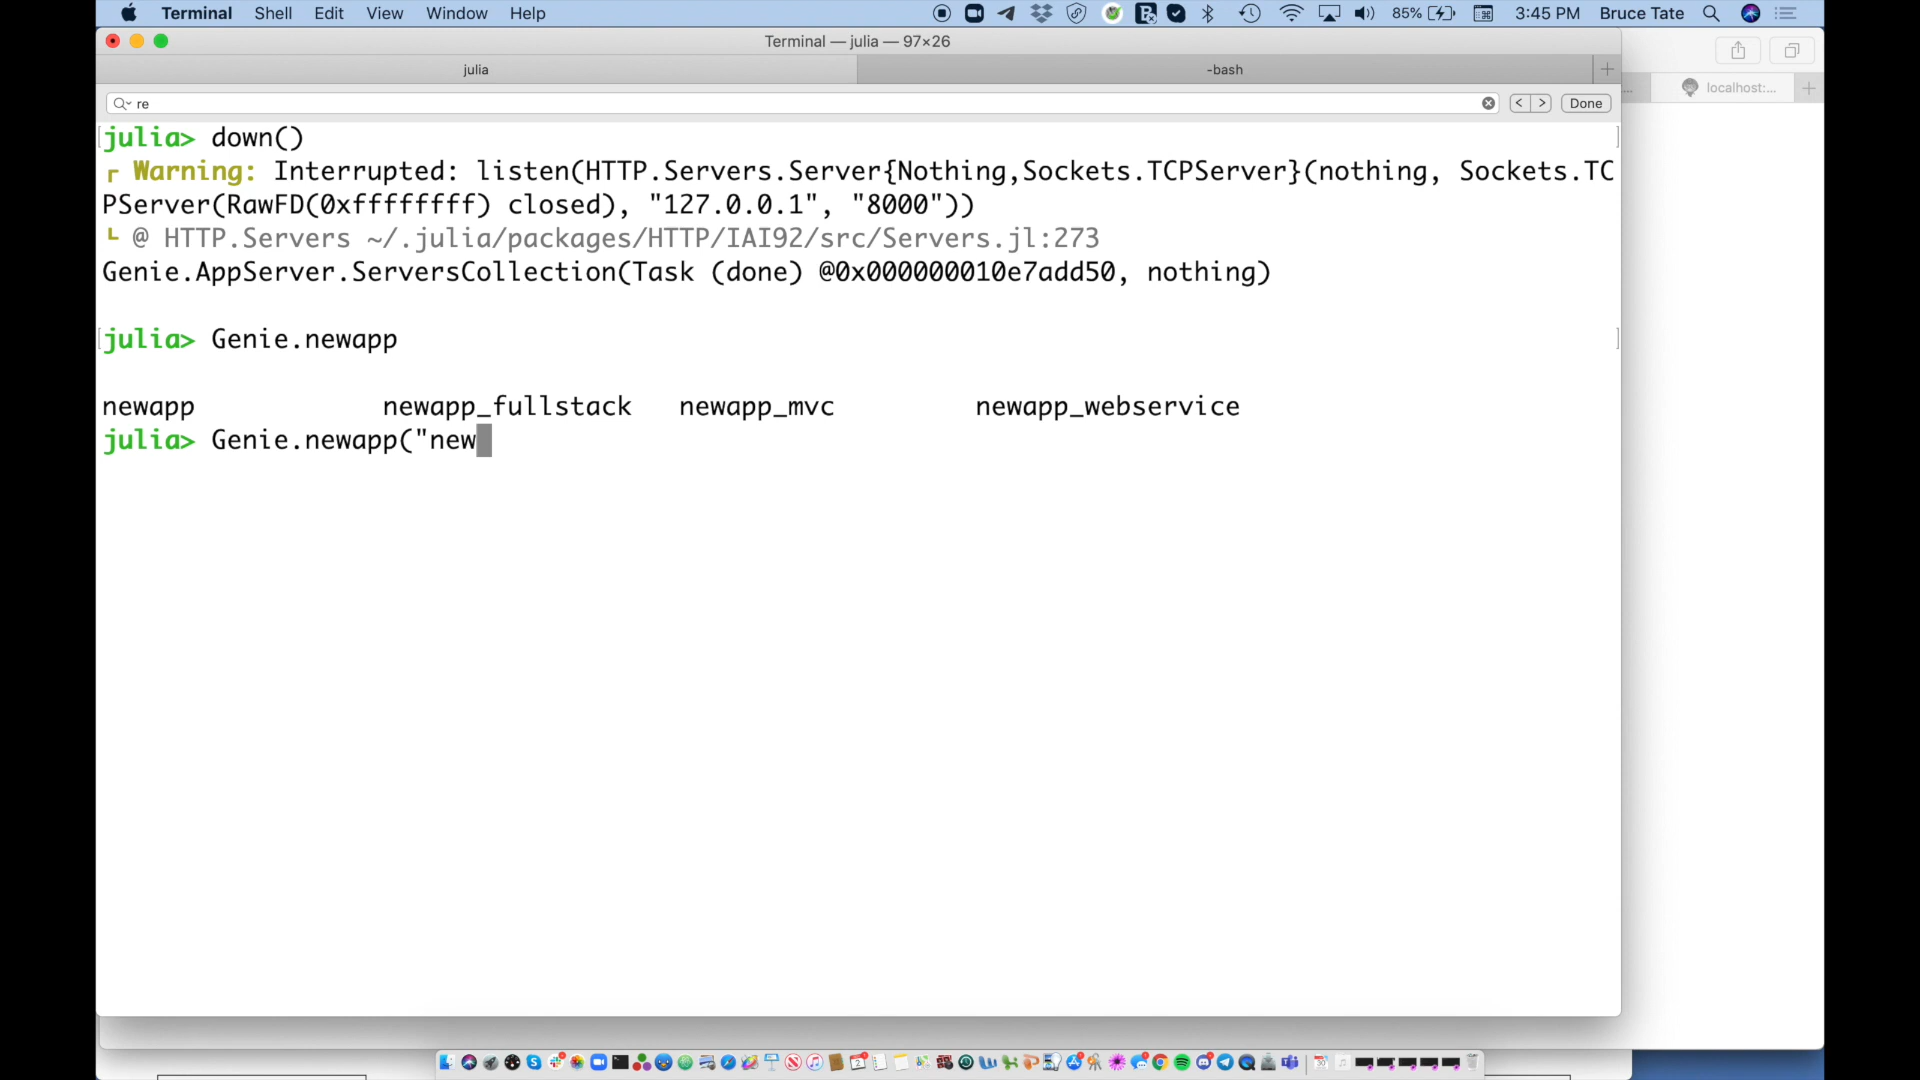 Terminal Shell Edit View Window Help 85% 3:45 PM Bruce Tate
Terminal — julia — 97×26
julia -bash
re Done
localhost:...
julia> down()
┌ Warning: Interrupted: listen(HTTP.Servers.Server{Nothing,Sockets.TCPServer}(nothing, Sockets.TC
PServer(RawFD(0xffffffff) closed), "127.0.0.1", "8000"))
└ @ HTTP.Servers ~/.julia/packages/HTTP/IAI92/src/Servers.jl:273
Genie.AppServer.ServersCollection(Task (done) @0x000000010e7add50, nothing)
julia> Genie.newapp
newapp newapp_fullstack newapp_mvc newapp_webservice
julia> Genie.newapp("new